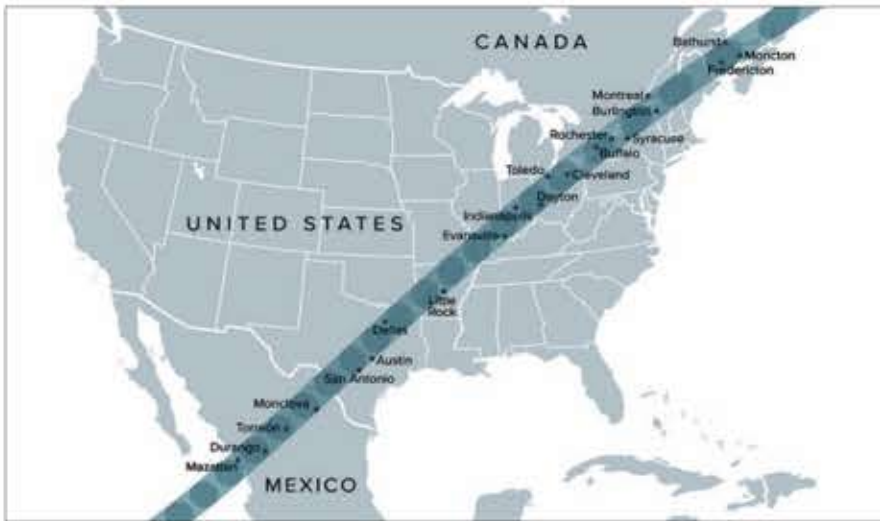 CANADA
Bathurst
Moncton
Fredericton
Montreal
Burlington
Rochester
Syracuse
Buffalo
Toledo
Cleveland
Dayton
Indianapolis
UNITED STATES
Evansville
Little
Rock
Dallas
Austin
San Antonio
Monclova
Torreón
Durango
Mazatlan
MEXICO